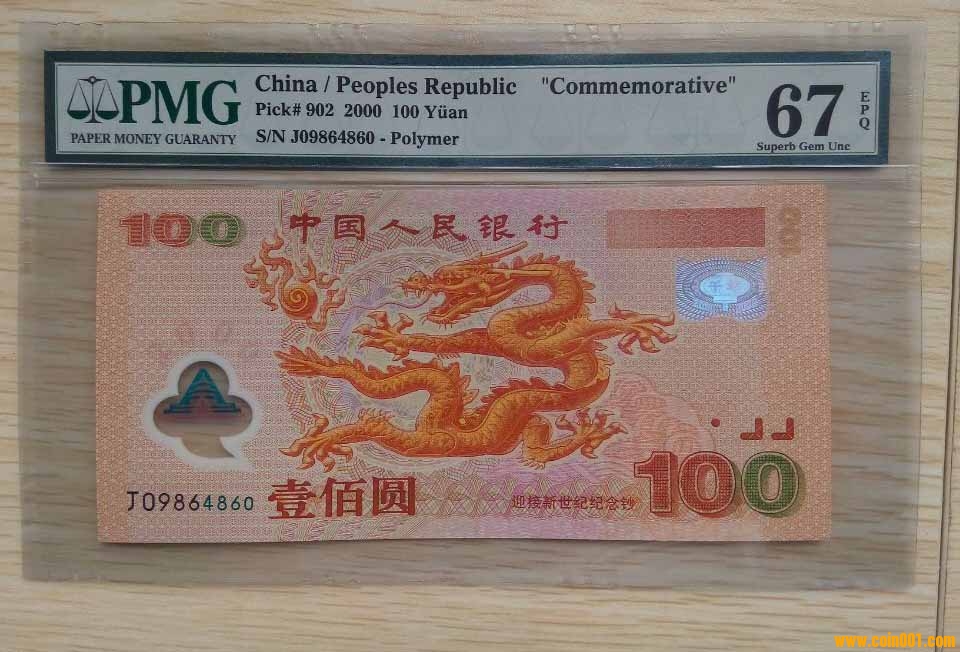 PMG
PAPER MONEY GUARANTY
China / Peoples Republic "Commemorative"
Pick# 902 2000 100 Yüan
S/N J09864860 - Polymer
67
EPQ
Superb Gem Unc
100 中国人民银行
J09864860 壹佰圆
迎接新世纪纪念钞
100
www.coin001.com